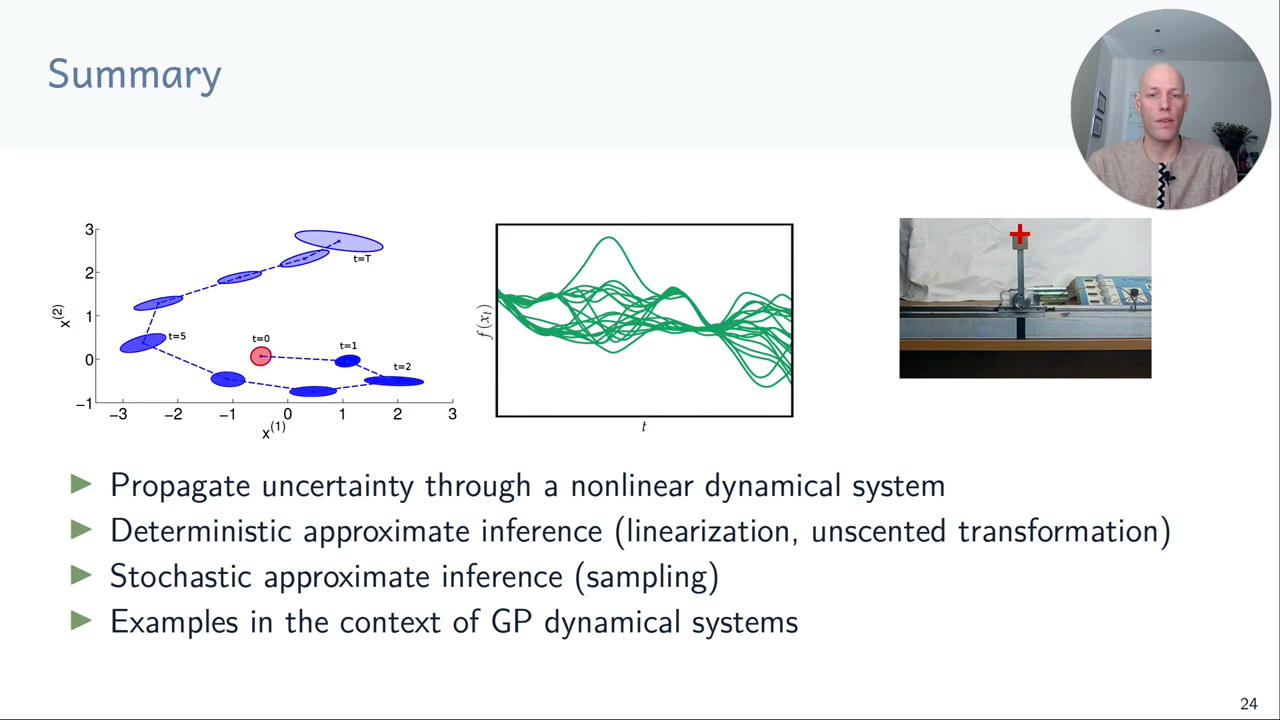 Summary
3
2
1
0
−1
−3
−2
−1
0
1
2
3
x(2)
x(1)
t=T
t=5
t=0
t=1
t=2
f(xt)
t
Propagate uncertainty through a nonlinear dynamical system
Deterministic approximate inference (linearization, unscented transformation)
Stochastic approximate inference (sampling)
Examples in the context of GP dynamical systems
24